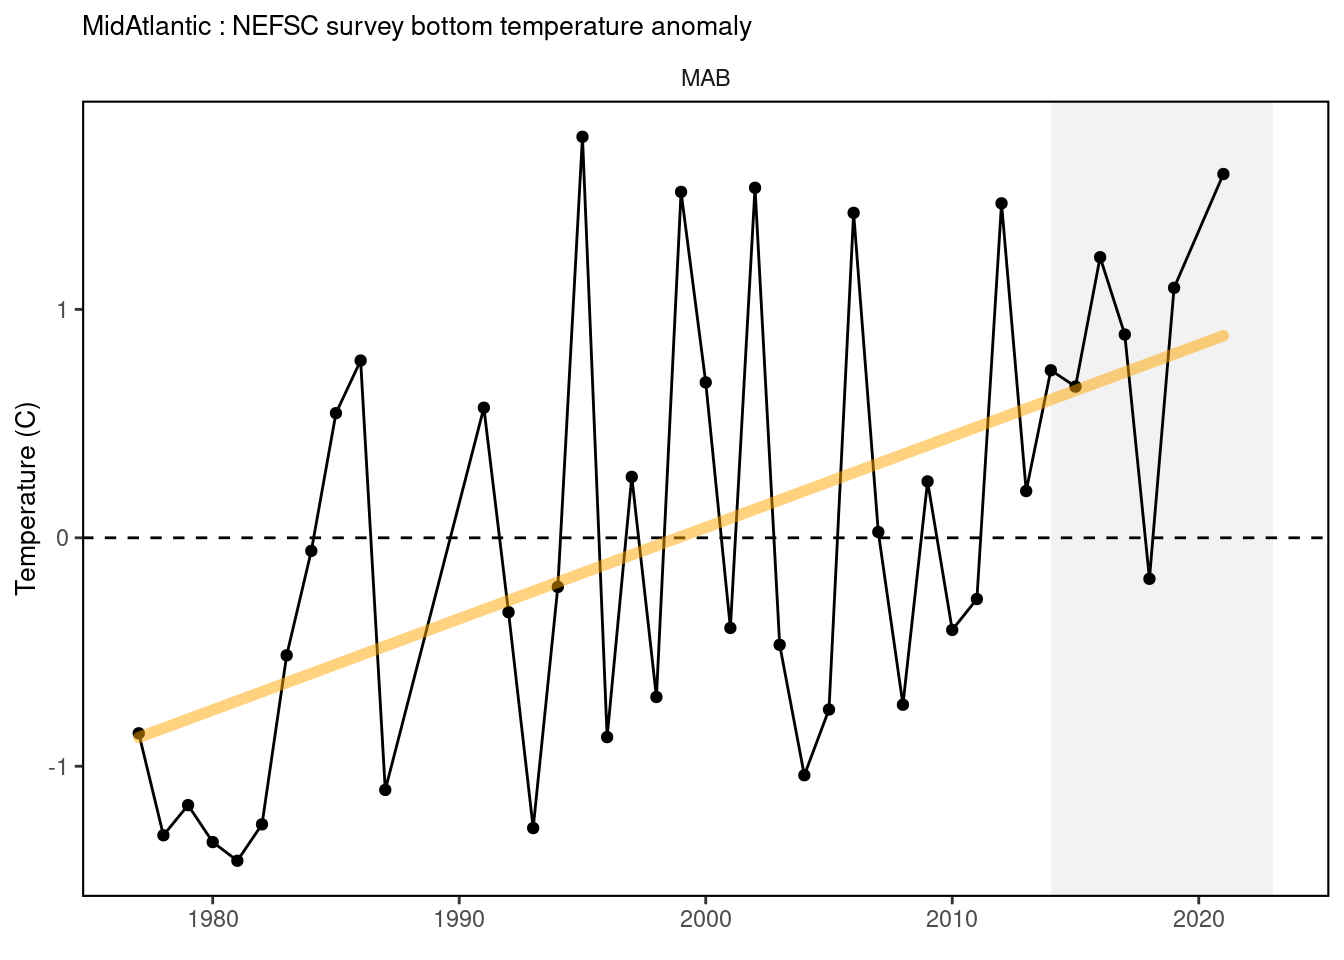 MidAtlantic : NEFSC survey bottom temperature anomaly
MAB
Temperature (C)
1
0
-1
1980 1990 2000 2010 2020